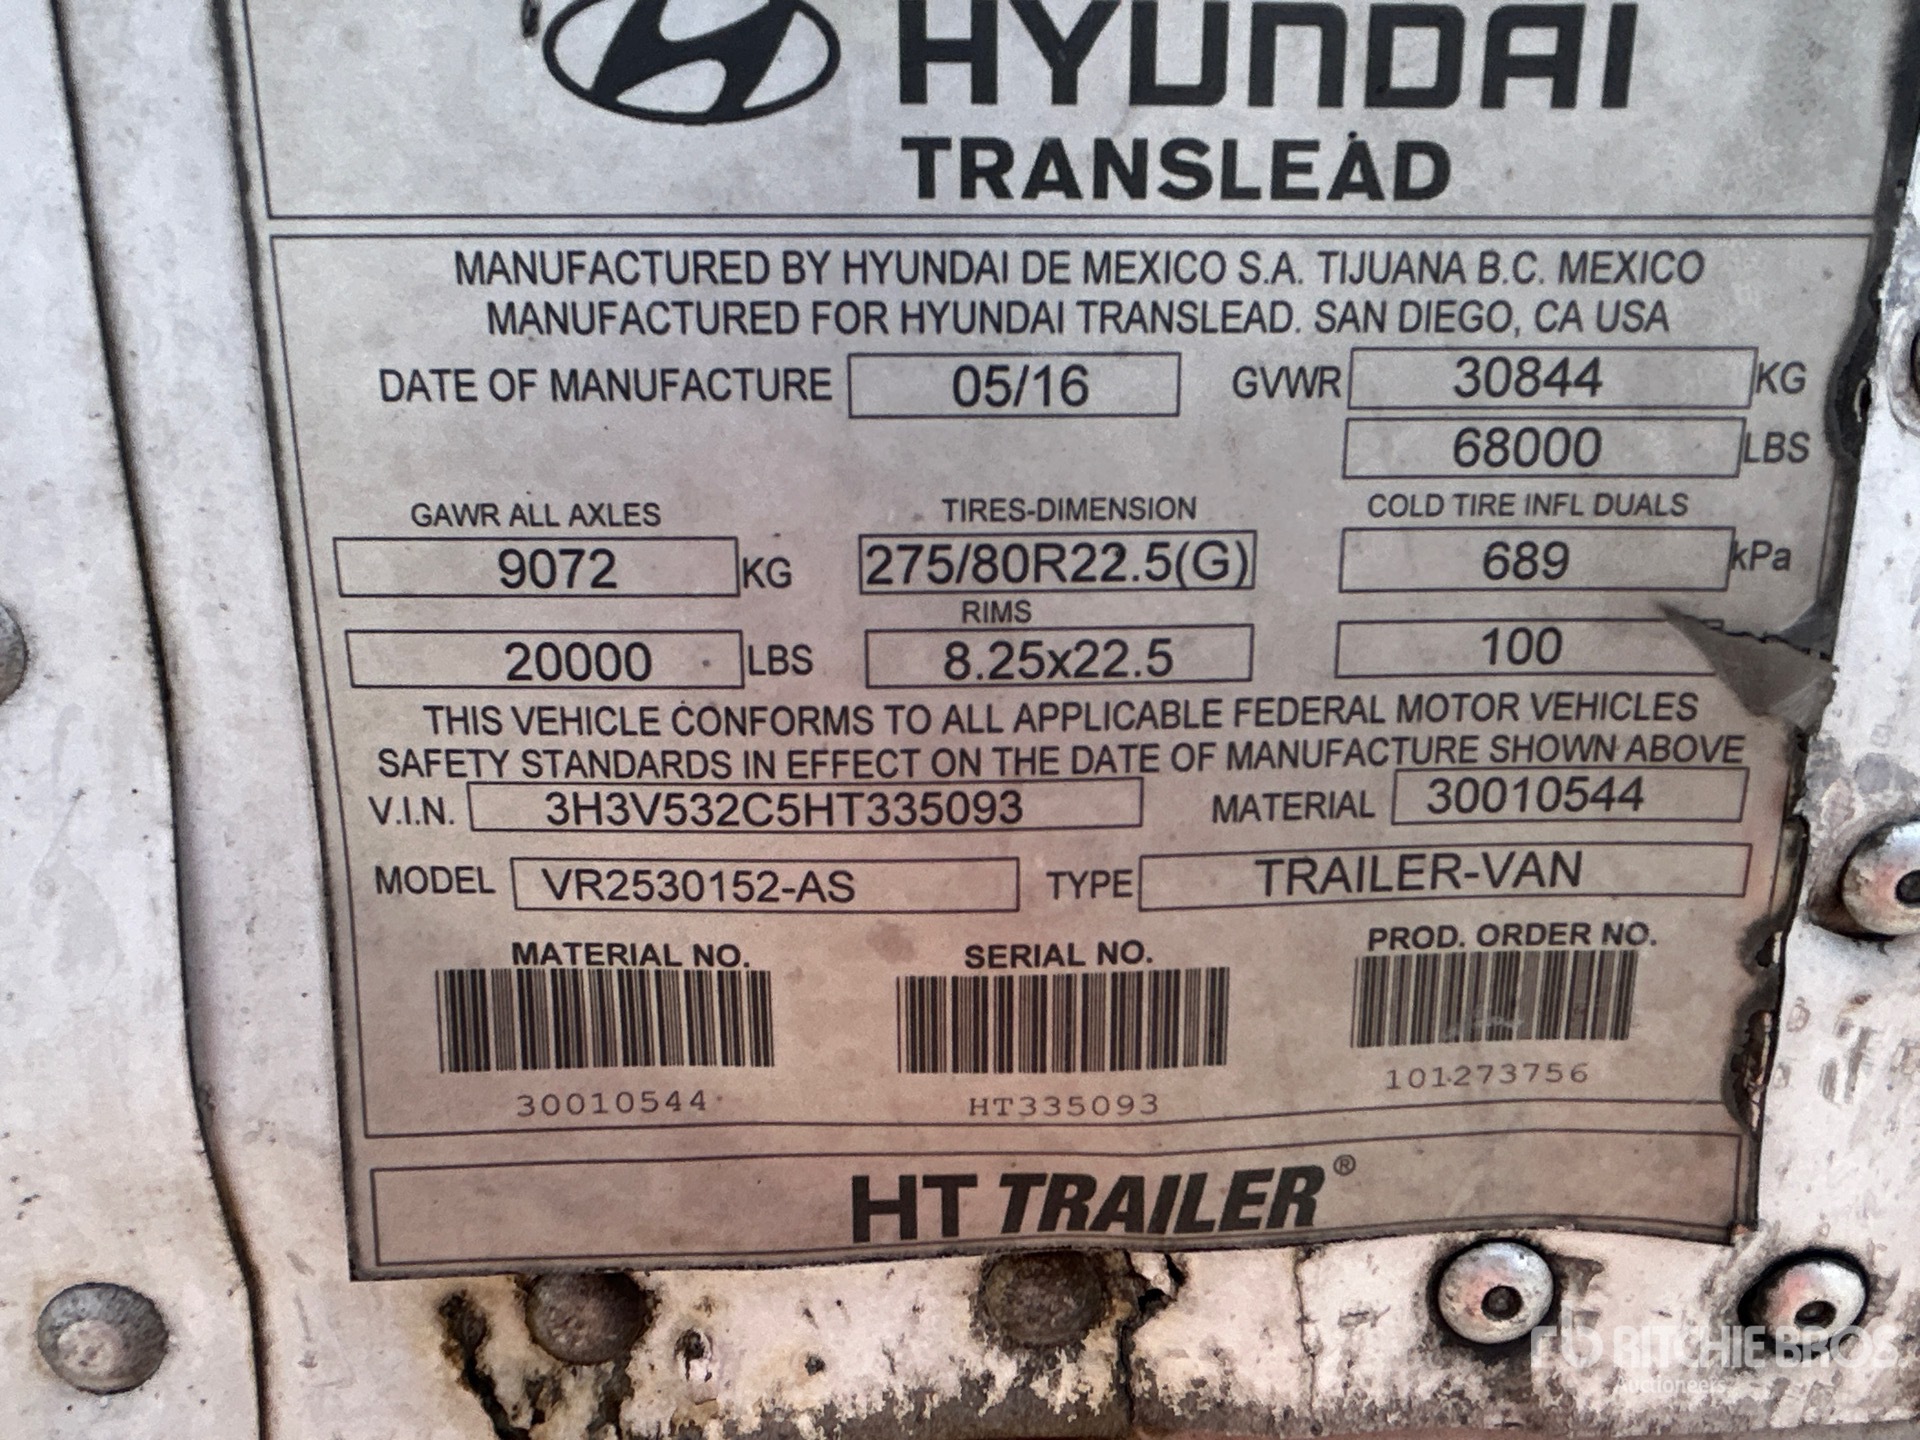 HYUNDAI
TRANSLEAD
MANUFACTURED BY HYUNDAI DE MEXICO S.A. TIJUANA B.C. MEXICO
MANUFACTURED FOR HYUNDAI TRANSLEAD. SAN DIEGO, CA USA
DATE OF MANUFACTURE 05/16 GVWR 30844 KG
68000 LBS
GAWR ALL AXLES TIRES-DIMENSION COLD TIRE INFL DUALS
9072 KG 275/80R22.5(G) 689 kPa
RIMS
20000 LBS 8.25x22.5 100
THIS VEHICLE CONFORMS TO ALL APPLICABLE FEDERAL MOTOR VEHICLES
SAFETY STANDARDS IN EFFECT ON THE DATE OF MANUFACTURE SHOWN ABOVE
V.I.N. 3H3V532C5HT335093 MATERIAL 30010544
MODEL VR2530152-AS TYPE TRAILER-VAN
MATERIAL NO. SERIAL NO. PROD. ORDER NO.
30010544 HT335093 101273756
HT TRAILER®
rb RITCHIE BROS.
Auctioneers